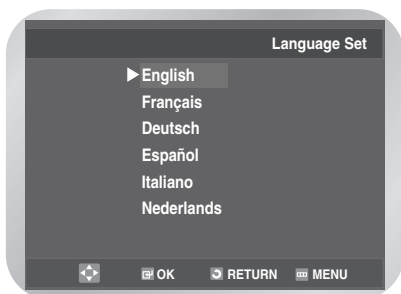 Language Set
English
Français
Deutsch
Español
Italiano
Nederlands
OK RETURN MENU